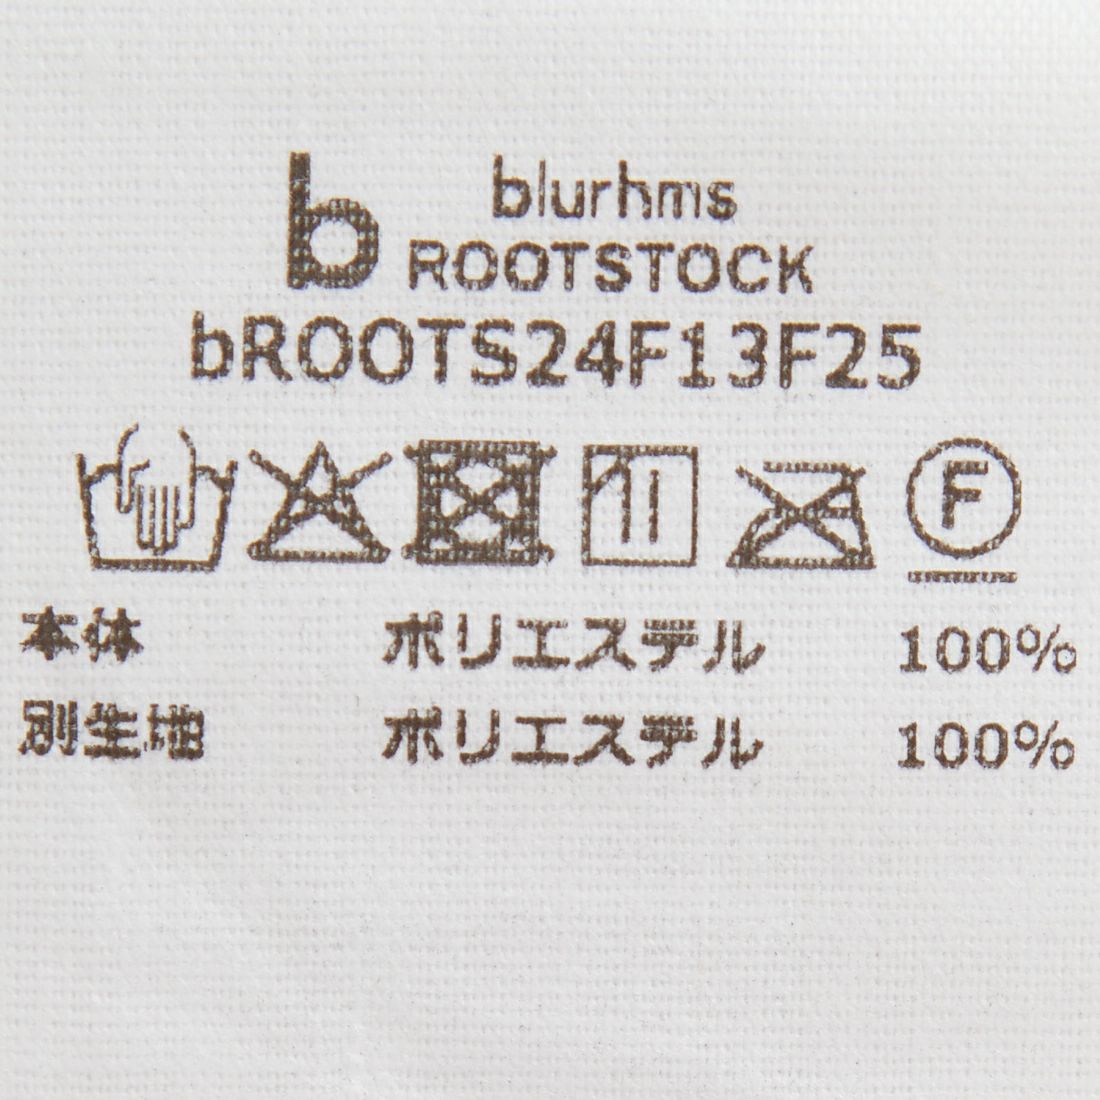 b blurhms
ROOTSTOCK
bROOTS24F13F25
F
本体 ポリエステル 100%
別生地 ポリエステル 100%